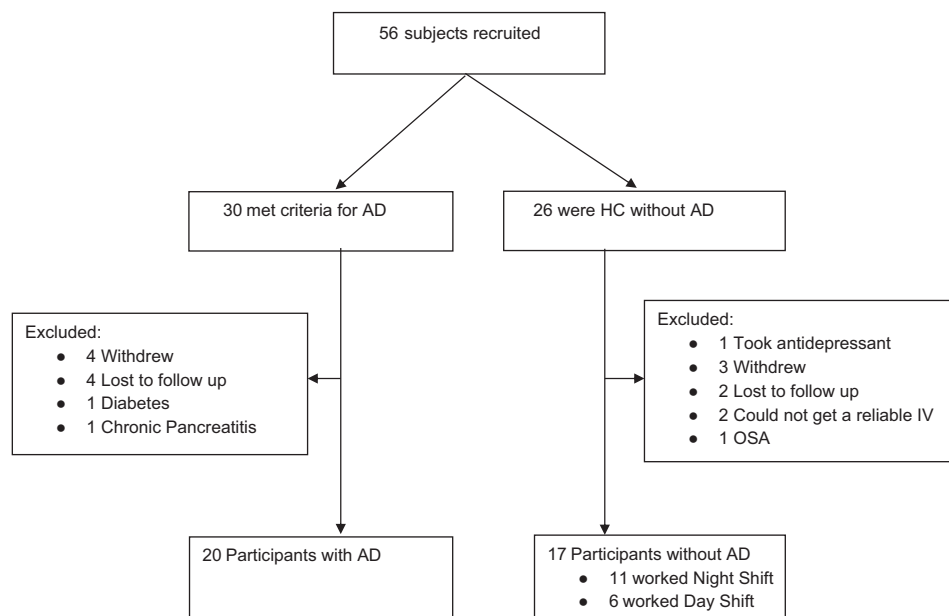 56 subjects recruited
30 met criteria for AD
26 were HC without AD
Excluded:
● 4 Withdrew
● 4 Lost to follow up
● 1 Diabetes
● 1 Chronic Pancreatitis
Excluded:
● 1 Took antidepressant
● 3 Withdrew
● 2 Lost to follow up
● 2 Could not get a reliable IV
● 1 OSA
20 Participants with AD
17 Participants without AD
● 11 worked Night Shift
● 6 worked Day Shift